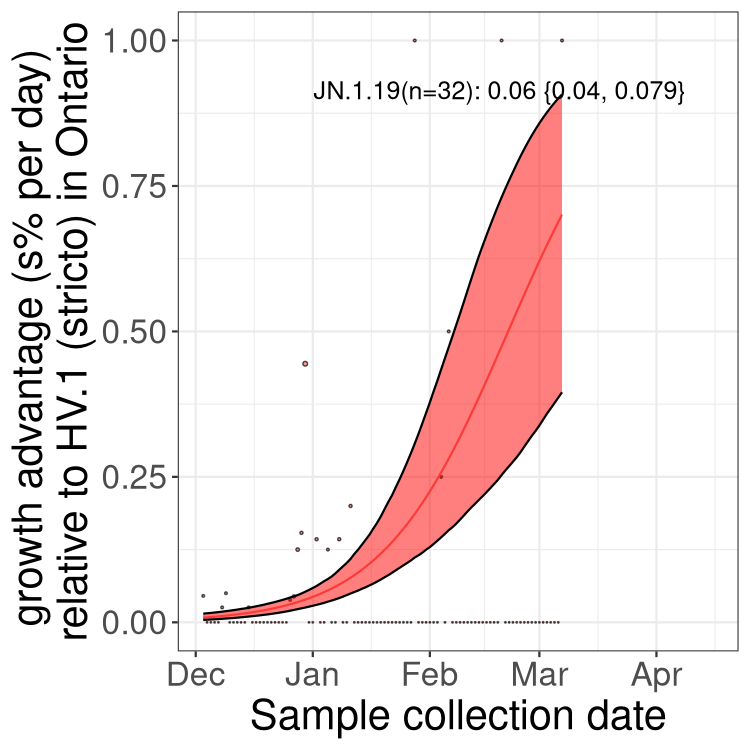 growth advantage (s% per day)
relative to HV.1 (stricto) in Ontario
1.00
0.75
0.50
0.25
0.00
JN.1.19(n=32): 0.06 {0.04, 0.079}
Dec Jan Feb Mar Apr
Sample collection date